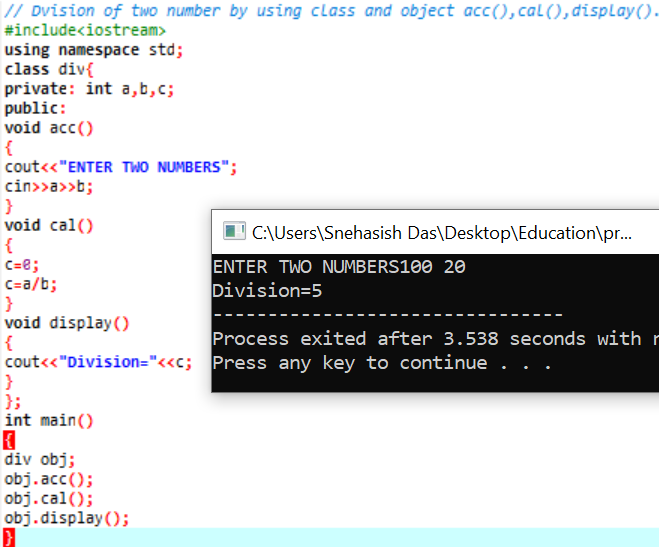 // Dvision of two number by using class and object acc(),cal(),display().
#include<iostream>
using namespace std;
class div{
private: int a,b,c;
public:
void acc()
{
cout<<"ENTER TWO NUMBERS";
cin>>a>>b;
}
void cal()
{
c=0;
c=a/b;
}
void display()
{
cout<<"Division="<<c;
}
};
int main()
{
div obj;
obj.acc();
obj.cal();
obj.display();
}
C:\Users\Snehasish Das\Desktop\Education\pr...
ENTER TWO NUMBERS100 20
Division=5
--------------------------------
Process exited after 3.538 seconds with r
Press any key to continue . . .